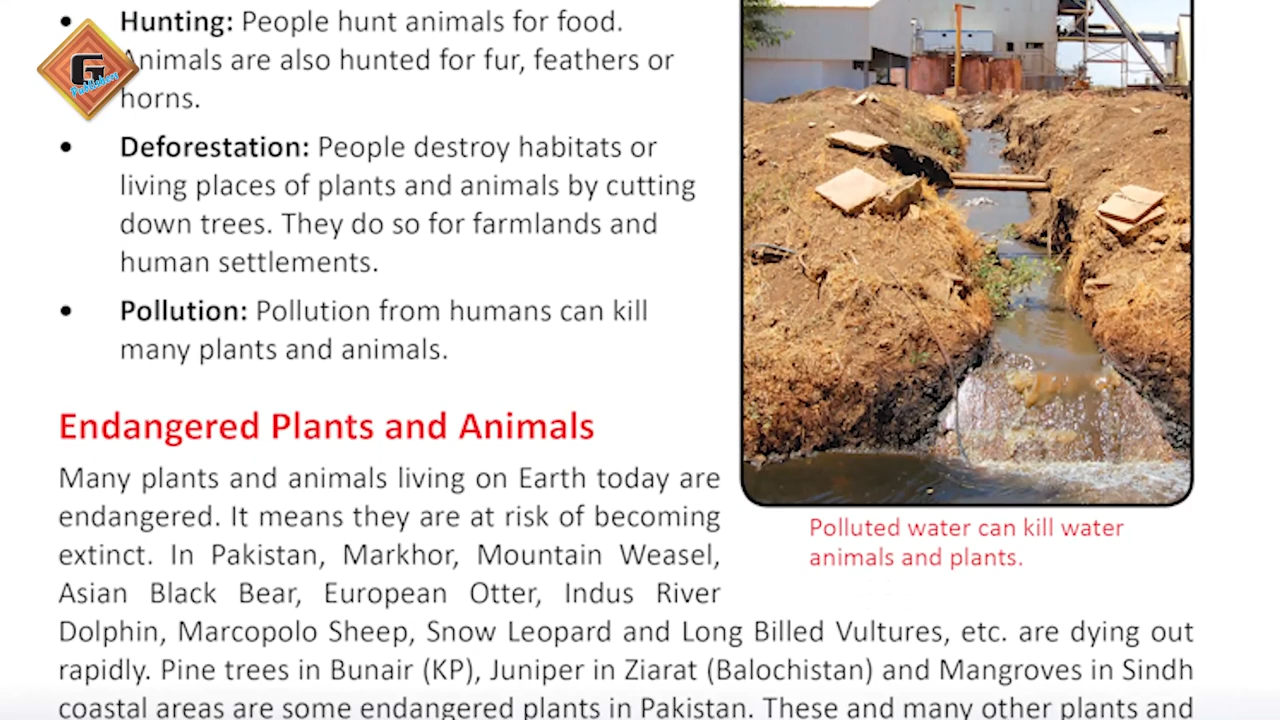 Hunting: People hunt animals for food.
Animals are also hunted for fur, feathers or
horns.
G
Publishers
Deforestation: People destroy habitats or
living places of plants and animals by cutting
down trees. They do so for farmlands and
human settlements.
Pollution: Pollution from humans can kill
many plants and animals.
Endangered Plants and Animals
Many plants and animals living on Earth today are
endangered. It means they are at risk of becoming
extinct. In Pakistan, Markhor, Mountain Weasel,
Asian Black Bear, European Otter, Indus River
Dolphin, Marcopolo Sheep, Snow Leopard and Long Billed Vultures, etc. are dying out
rapidly. Pine trees in Bunair (KP), Juniper in Ziarat (Balochistan) and Mangroves in Sindh
coastal areas are some endangered plants in Pakistan. These and many other plants and
Polluted water can kill water
animals and plants.